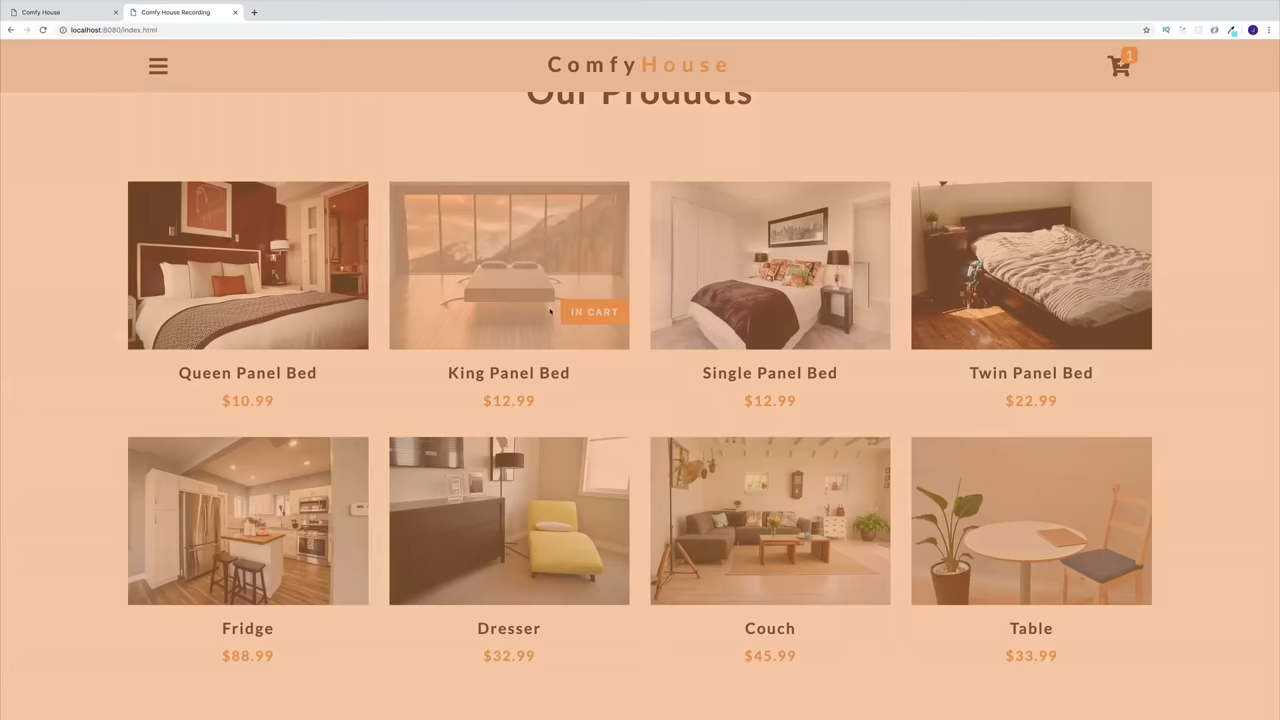 Comfy House
Comfy House Recording
localhost:8080/index.html
IQ
J
ComfyHouse
1
Our Products
IN CART
Queen Panel Bed
King Panel Bed
Single Panel Bed
Twin Panel Bed
$10.99
$12.99
$12.99
$22.99
Fridge
Dresser
Couch
Table
$88.99
$32.99
$45.99
$33.99